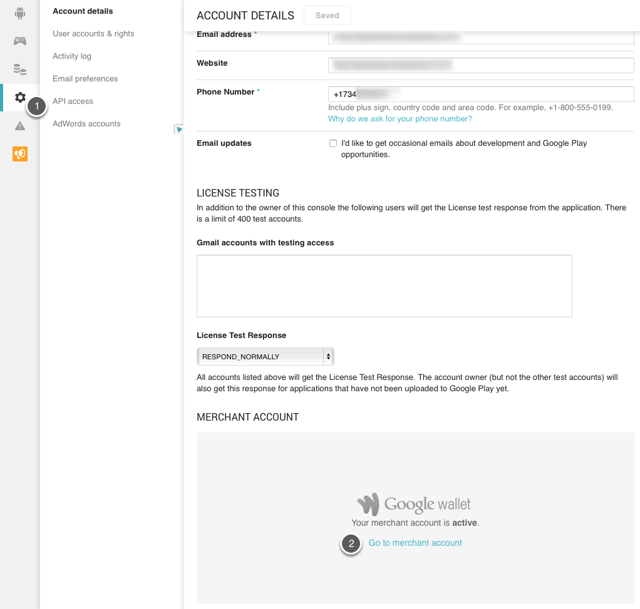 Account details
User accounts & rights
Activity log
Email preferences
API access
AdWords accounts
1
ACCOUNT DETAILS
Saved
Email address *
Website
Phone Number *
+1734
Include plus sign, country code and area code. For example, +1-800-555-0199.
Why do we ask for your phone number?
Email updates
I'd like to get occasional emails about development and Google Play
opportunities.
LICENSE TESTING
In addition to the owner of this console the following users will get the License test response from the application. There
is a limit of 400 test accounts.
Gmail accounts with testing access
License Test Response
RESPOND_NORMALLY
All accounts listed above will get the License Test Response. The account owner (but not the other test accounts) will
also get this response for applications that have not been uploaded to Google Play yet.
MERCHANT ACCOUNT
Google wallet
Your merchant account is active.
2
Go to merchant account